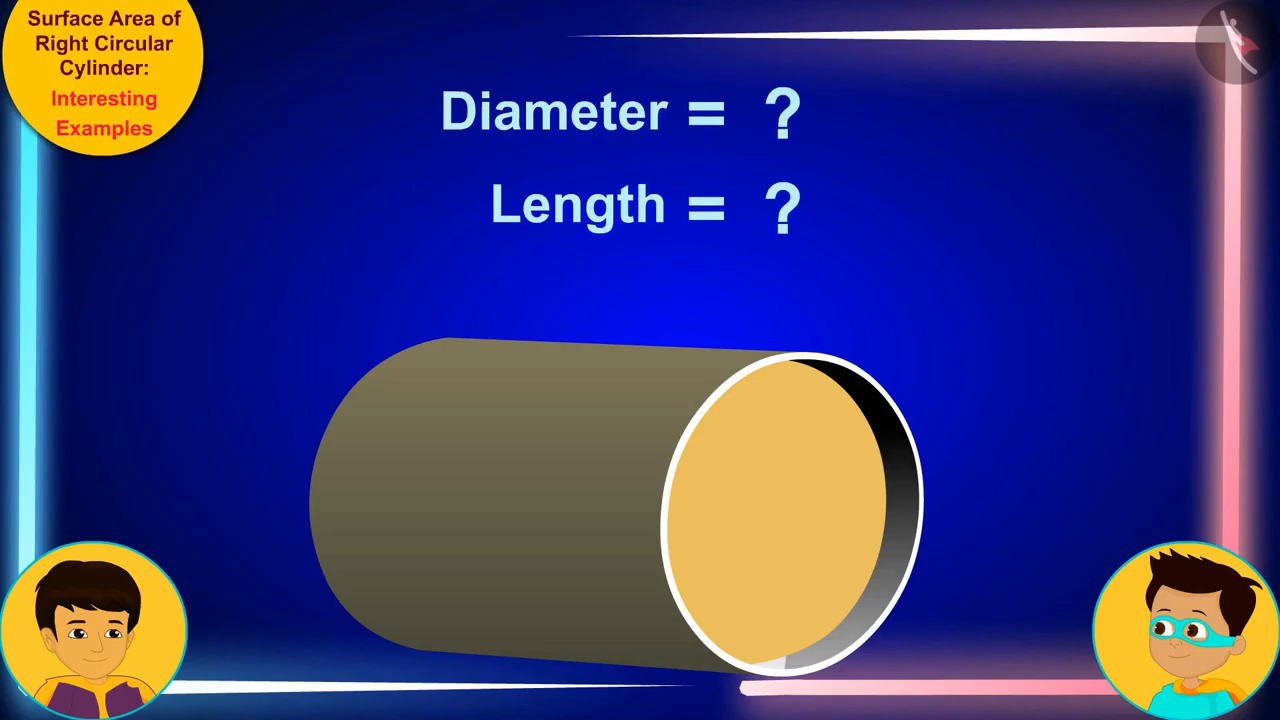 Surface Area of
Right Circular
Cylinder:
Interesting
Examples
Diameter = ?
Length = ?